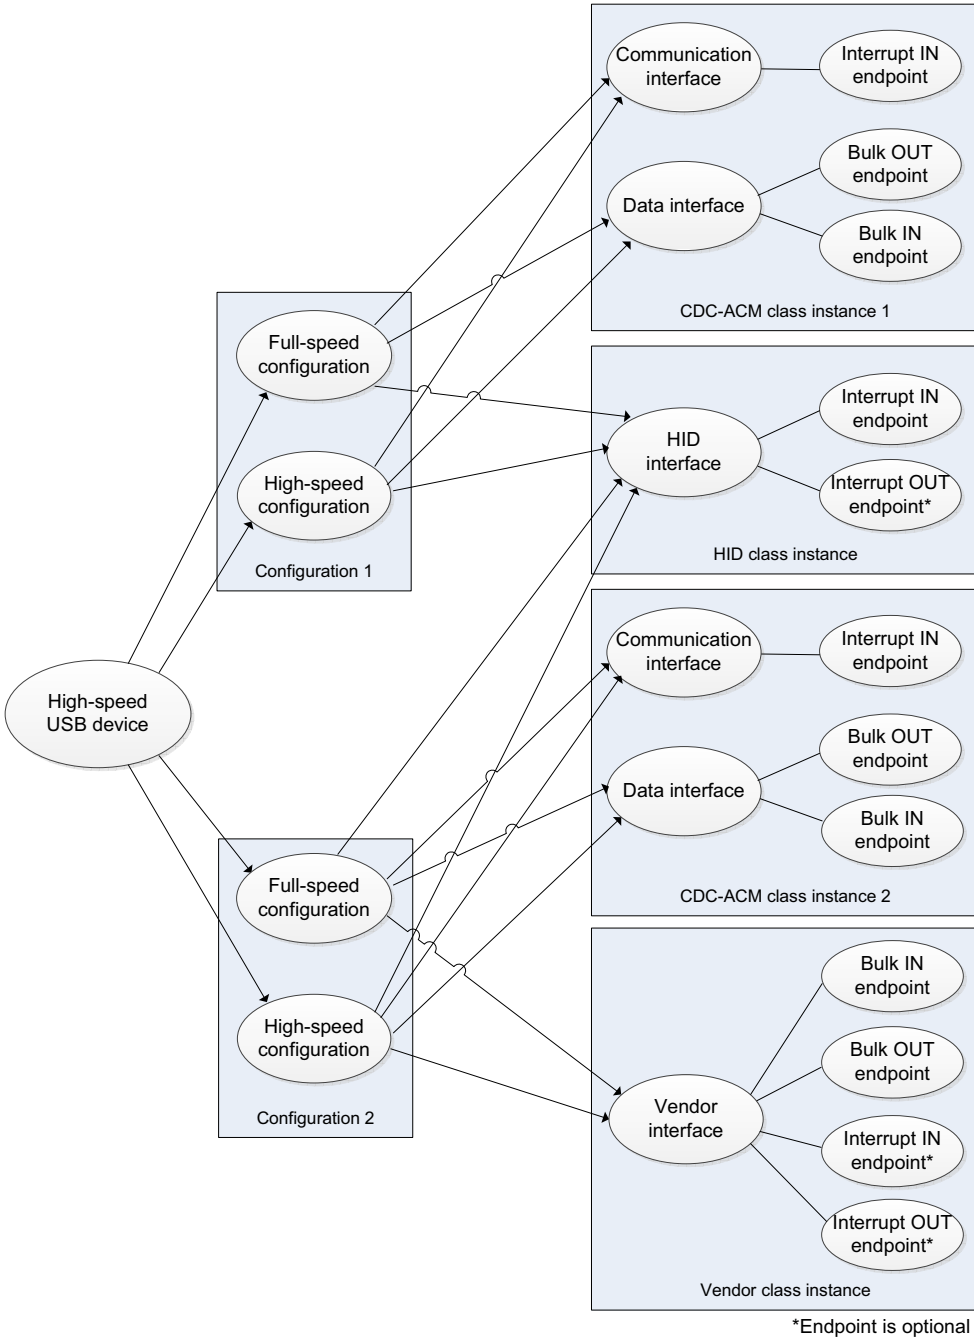 Communication
interface
Interrupt IN
endpoint
Bulk OUT
endpoint
Data interface
Bulk IN
endpoint
CDC-ACM class instance 1
Full-speed
configuration
High-speed
configuration
Configuration 1
Interrupt IN
endpoint
HID
interface
Interrupt OUT
endpoint*
HID class instance
High-speed
USB device
Communication
interface
Interrupt IN
endpoint
Bulk OUT
endpoint
Data interface
Bulk IN
endpoint
CDC-ACM class instance 2
Full-speed
configuration
High-speed
configuration
Configuration 2
Bulk IN
endpoint
Bulk OUT
endpoint
Vendor
interface
Interrupt IN
endpoint*
Interrupt OUT
endpoint*
Vendor class instance
*Endpoint is optional